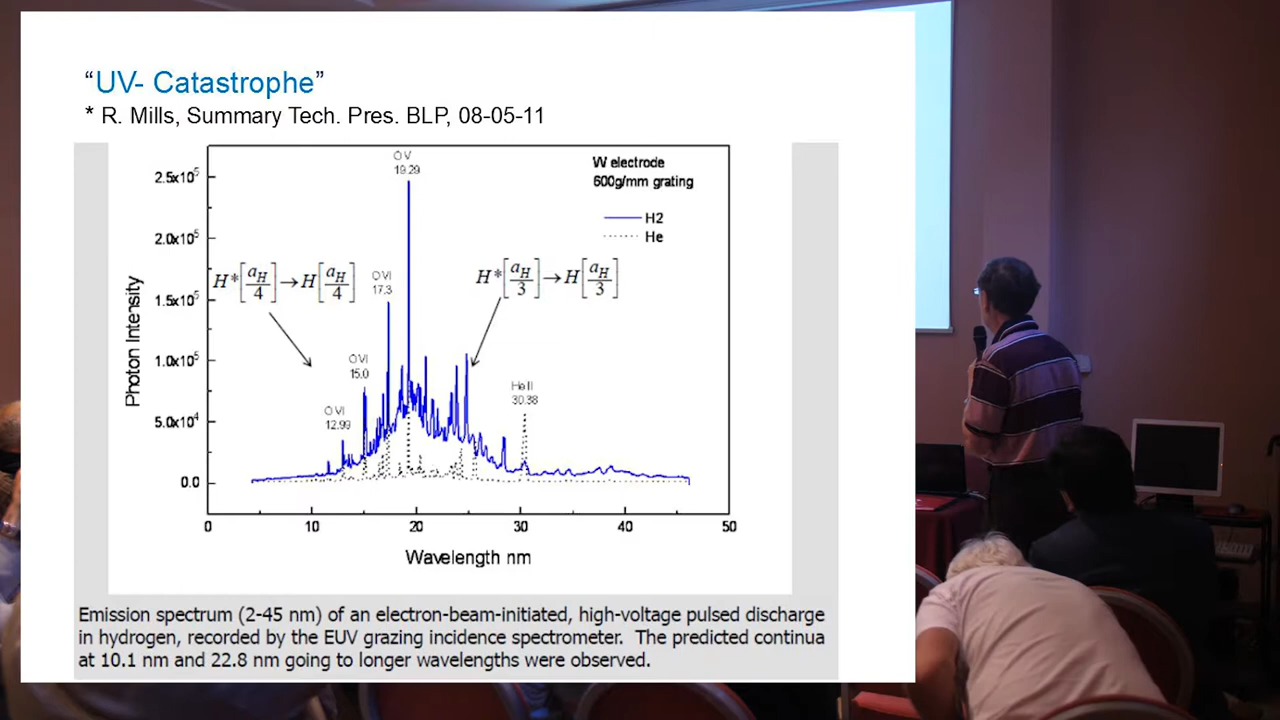 “UV- Catastrophe”
* R. Mills, Summary Tech. Pres. BLP, 08-05-11
O V
19.29
W electrode
600g/mm grating
2.5x10⁵
H2
He
2.0x10⁵
H*[aH/4]→H[aH/4]
O VI
17.3
H*[aH/3]→H[aH/3]
1.5x10⁵
Photon Intensity
1.0x10⁵
O VI
15.0
He II
30.38
O VI
12.99
5.0x10⁴
0.0
0 10 20 30 40 50
Wavelength nm
Emission spectrum (2-45 nm) of an electron-beam-initiated, high-voltage pulsed discharge
in hydrogen, recorded by the EUV grazing incidence spectrometer. The predicted continua
at 10.1 nm and 22.8 nm going to longer wavelengths were observed.